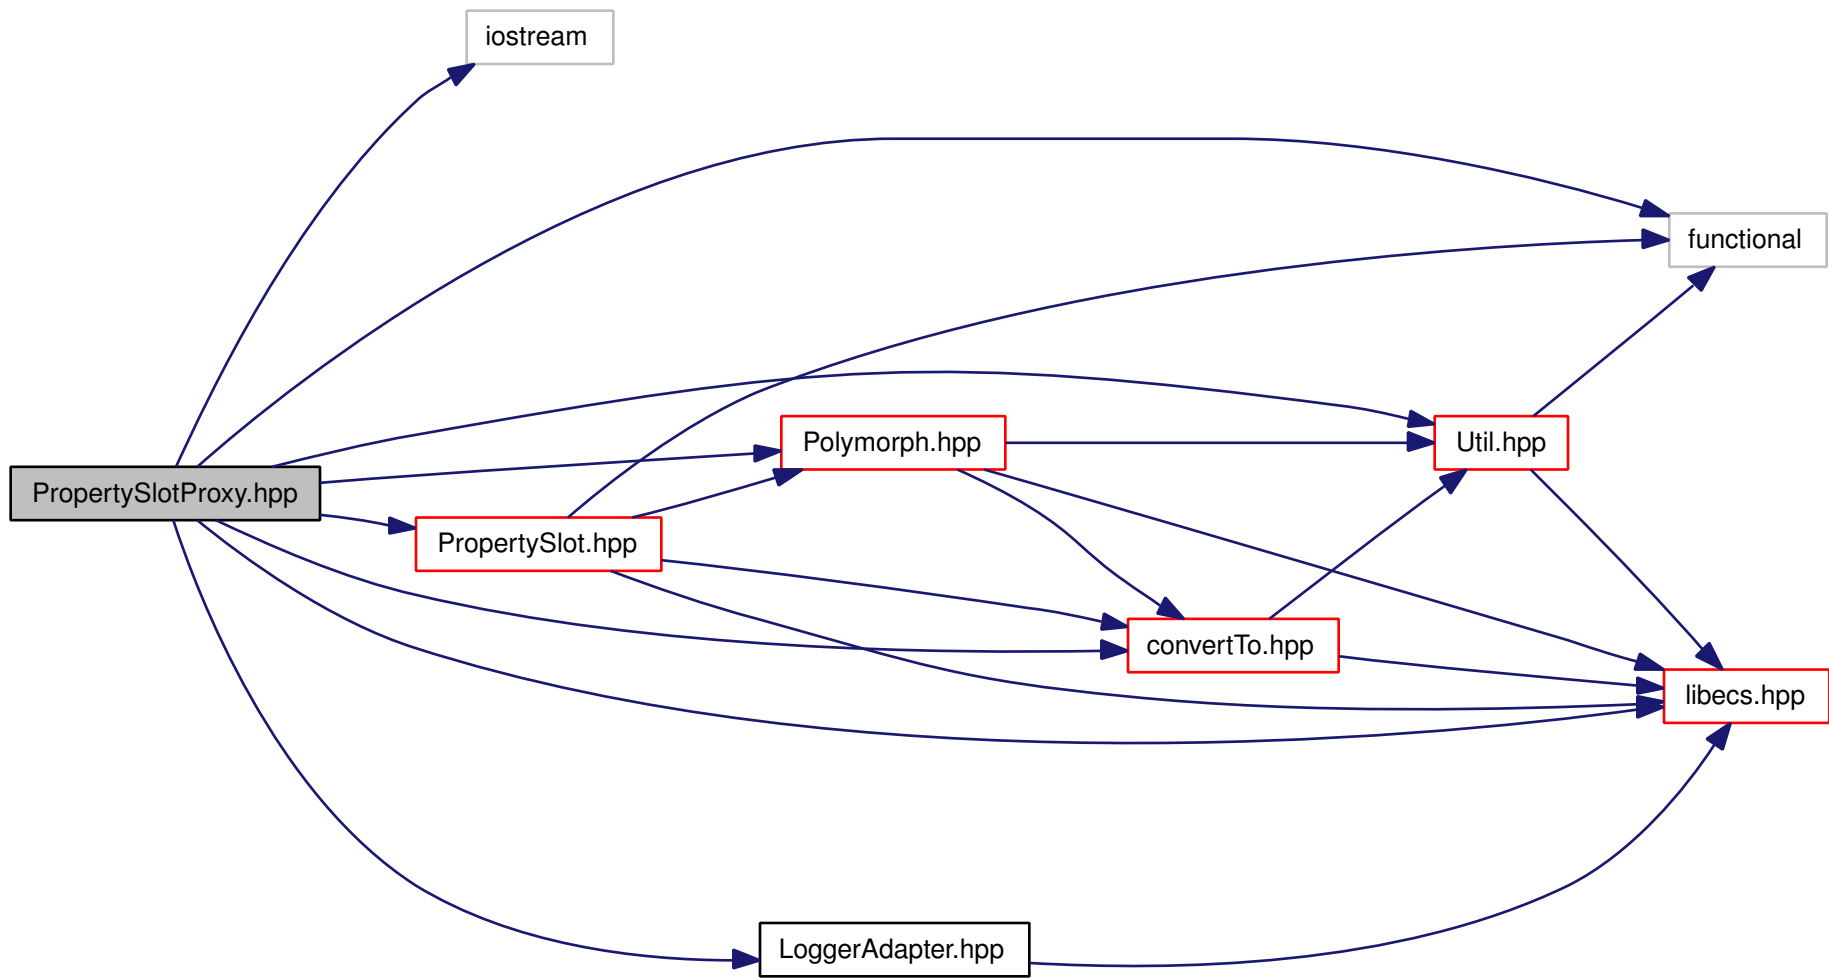 iostream
functional
Polymorph.hpp
Util.hpp
PropertySlotProxy.hpp
PropertySlot.hpp
convertTo.hpp
libecs.hpp
LoggerAdapter.hpp